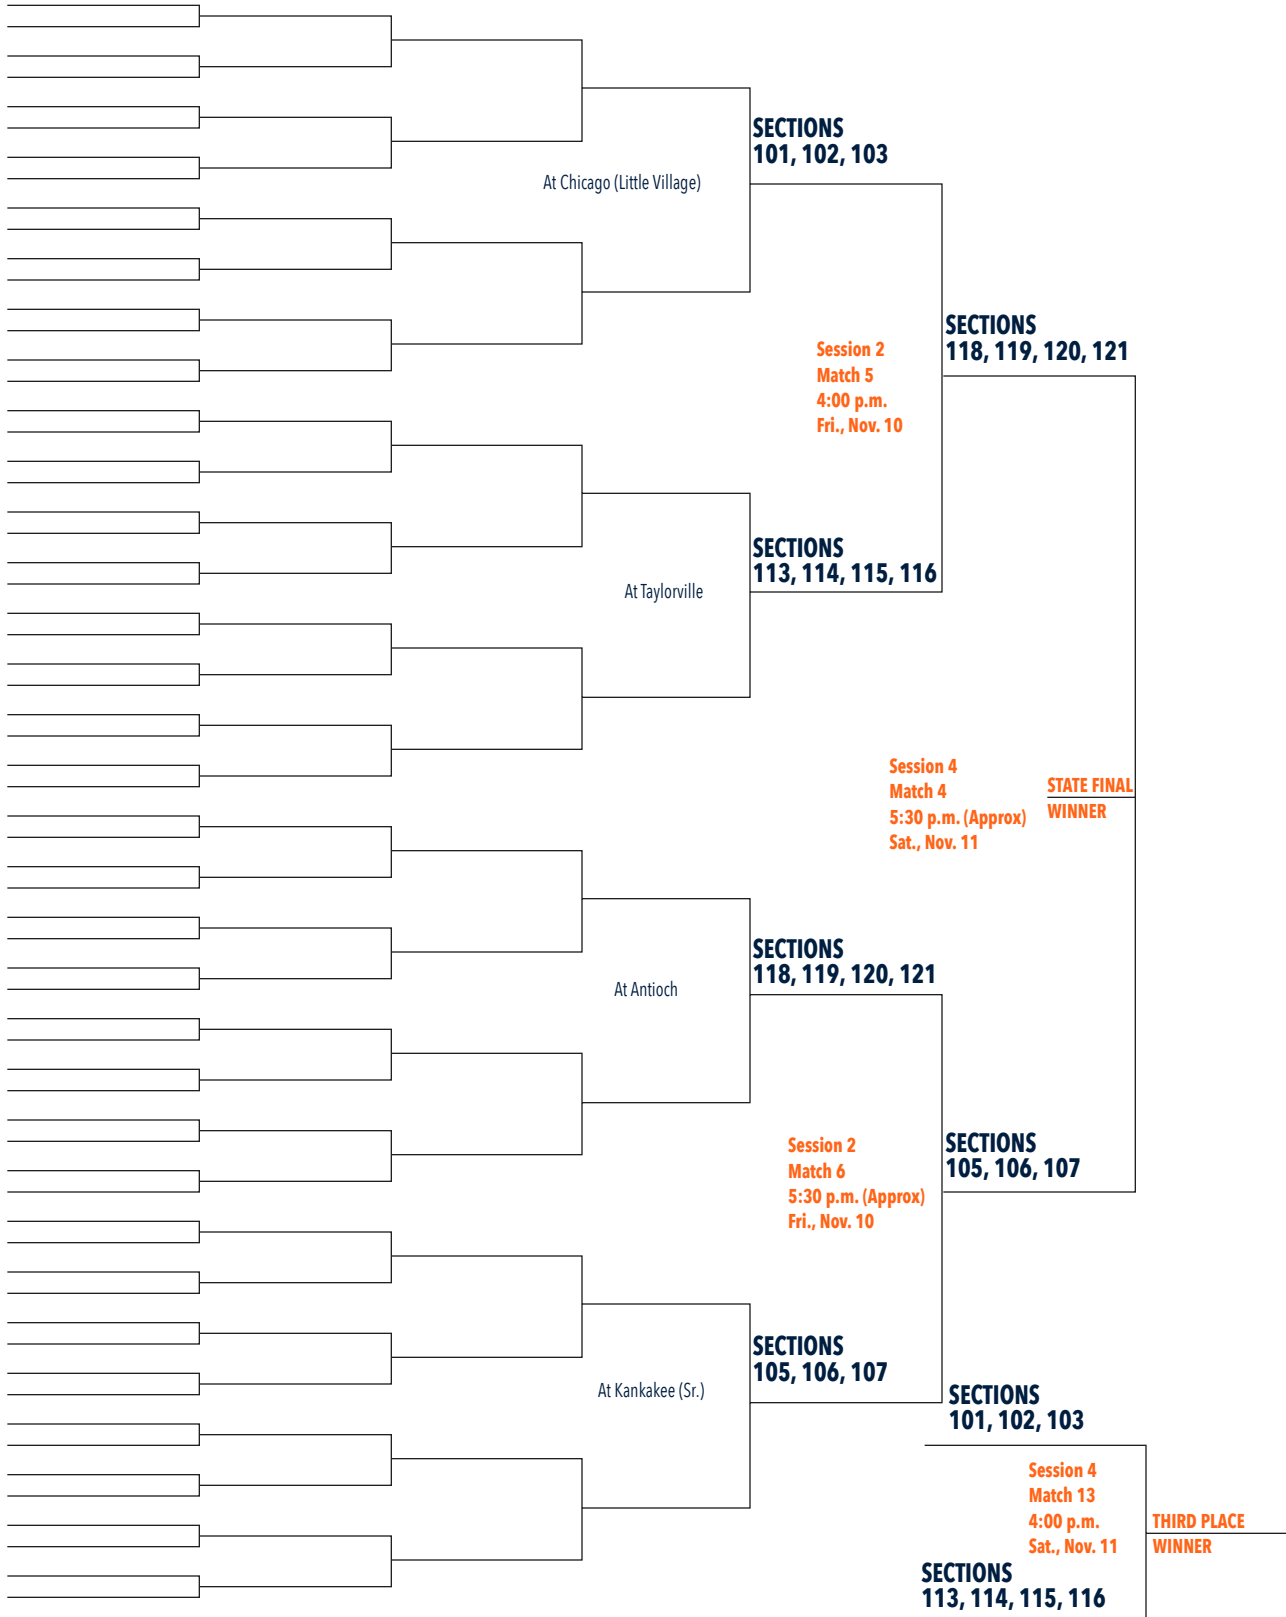 SECTIONS
101, 102, 103
At Chicago (Little Village)
SECTIONS
118, 119, 120, 121
Session 2
Match 5
4:00 p.m.
Fri., Nov. 10
SECTIONS
113, 114, 115, 116
At Taylorville
Session 4
Match 4
5:30 p.m. (Approx)
Sat., Nov. 11
STATE FINAL
WINNER
SECTIONS
118, 119, 120, 121
At Antioch
Session 2
Match 6
5:30 p.m. (Approx)
Fri., Nov. 10
SECTIONS
105, 106, 107
SECTIONS
105, 106, 107
At Kankakee (Sr.)
SECTIONS
101, 102, 103
Session 4
Match 13
4:00 p.m.
Sat., Nov. 11
THIRD PLACE
WINNER
SECTIONS
113, 114, 115, 116